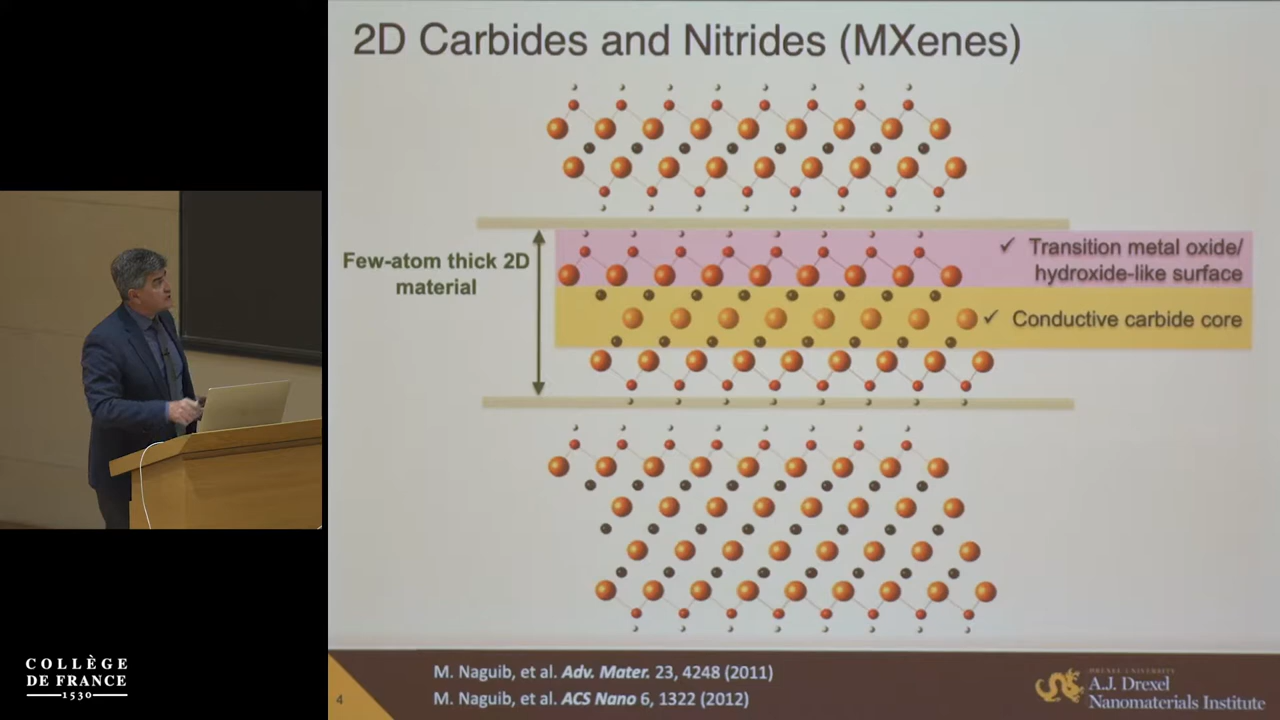 2D Carbides and Nitrides (MXenes)
Few-atom thick 2D
material
✓ Transition metal oxide/
hydroxide-like surface
✓ Conductive carbide core
COLLÈGE
DE FRANCE
1530
4
M. Naguib, et al. Adv. Mater. 23, 4248 (2011)
M. Naguib, et al. ACS Nano 6, 1322 (2012)
DREXEL UNIVERSITY
A.J. Drexel
Nanomaterials Institute